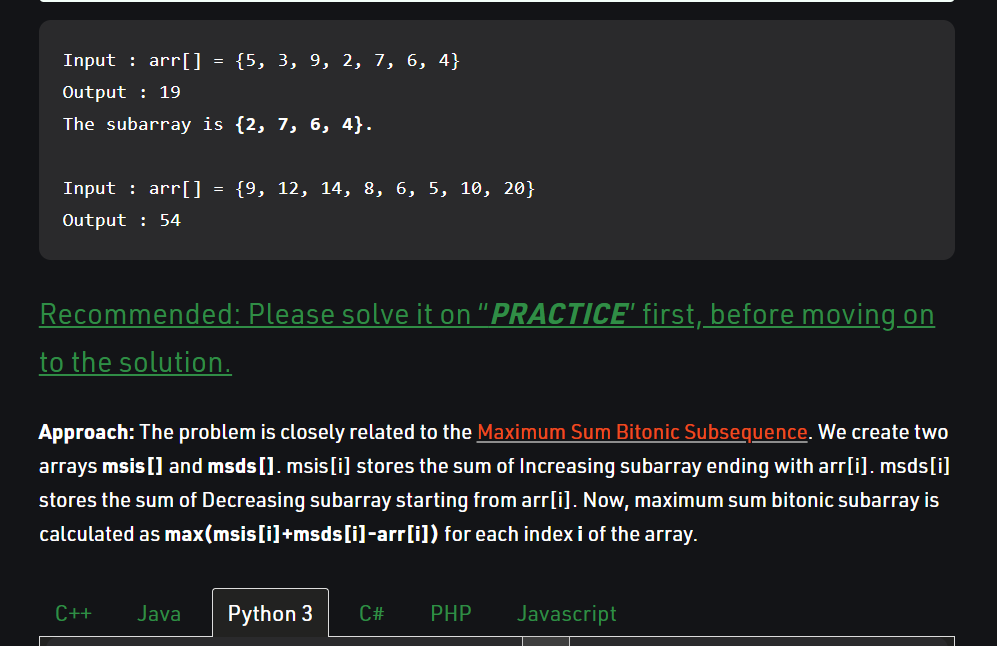 Input : arr[] = {5, 3, 9, 2, 7, 6, 4}
Output : 19
The subarray is {2, 7, 6, 4}.
Input : arr[] = {9, 12, 14, 8, 6, 5, 10, 20}
Output : 54
Recommended: Please solve it on “PRACTICE” first, before moving on
to the solution.
Approach: The problem is closely related to the Maximum Sum Bitonic Subsequence. We create two
arrays msis[] and msds[]. msis[i] stores the sum of Increasing subarray ending with arr[i]. msds[i]
stores the sum of Decreasing subarray starting from arr[i]. Now, maximum sum bitonic subarray is
calculated as max(msis[i]+msds[i]-arr[i]) for each index i of the array.
C++ Java Python 3 C# PHP Javascript